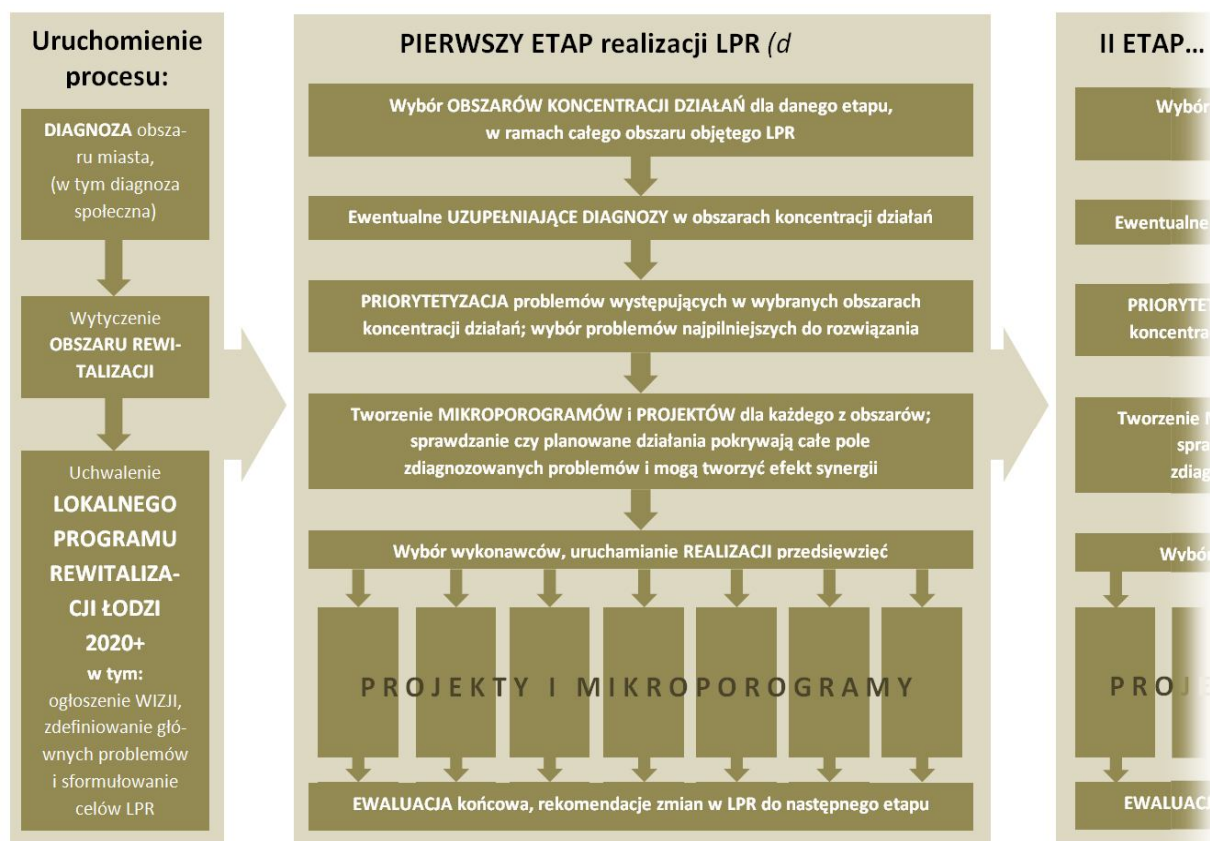 Uruchomienie
procesu:
DIAGNOZA obsza-
ru miasta,
(w tym diagnoza
społeczna)
Wytyczenie
OBSZARU REWI-
TALIZACJI
Uchwalenie
LOKALNEGO
PROGRAMU
REWITALIZA-
CJI ŁODZI
2020+
w tym:
ogłoszenie WIZJI,
zdefiniowanie głó-
wnych problemów
i sformułowanie
celów LPR
PIERWSZY ETAP realizacji LPR (d
Wybór OBSZARÓW KONCENTRACJI DZIAŁAŃ dla danego etapu,
w ramach całego obszaru objętego LPR
Ewentualne UZUPEŁNIAJĄCE DIAGNOZY w obszarach koncentracji działań
PRIORYTETYZACJA problemów występujących w wybranych obszarach
koncentracji działań; wybór problemów najpilniejszych do rozwiązania
Tworzenie MIKROPOROGRAMÓW i PROJEKTÓW dla każdego z obszarów;
sprawdzanie czy planowane działania pokrywają całe pole
zdiagnozowanych problemów i mogą tworzyć efekt synergii
Wybór wykonawców, uruchamianie REALIZACJI przedsięwzięć
PROJEKTY I MIKROPOROGRAMY
EWALUACJA końcowa, rekomendacje zmian w LPR do następnego etapu
II ETAP...
Wybór
Ewentualne
PRIORYTET
koncentra
Tworzenie
spra
zdiag
Wybór
PROJE
EWALUACJ